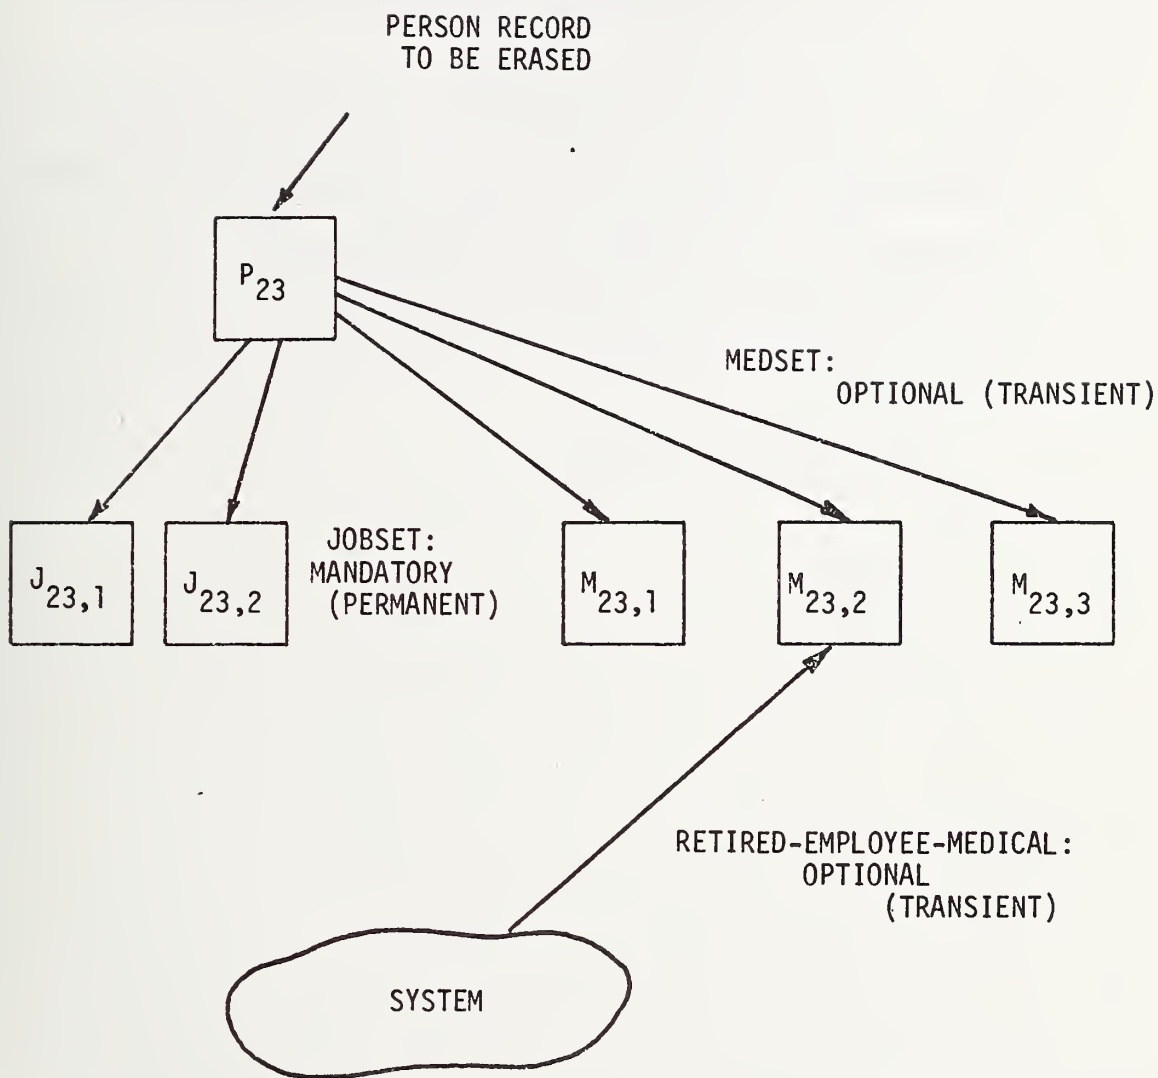 PERSON RECORD
TO BE ERASED
P23
MEDSET:
OPTIONAL (TRANSIENT)
J23,1
J23,2
JOBSET:
MANDATORY
(PERMANENT)
M23,1
M23,2
M23,3
RETIRED-EMPLOYEE-MEDICAL:
OPTIONAL
(TRANSIENT)
SYSTEM